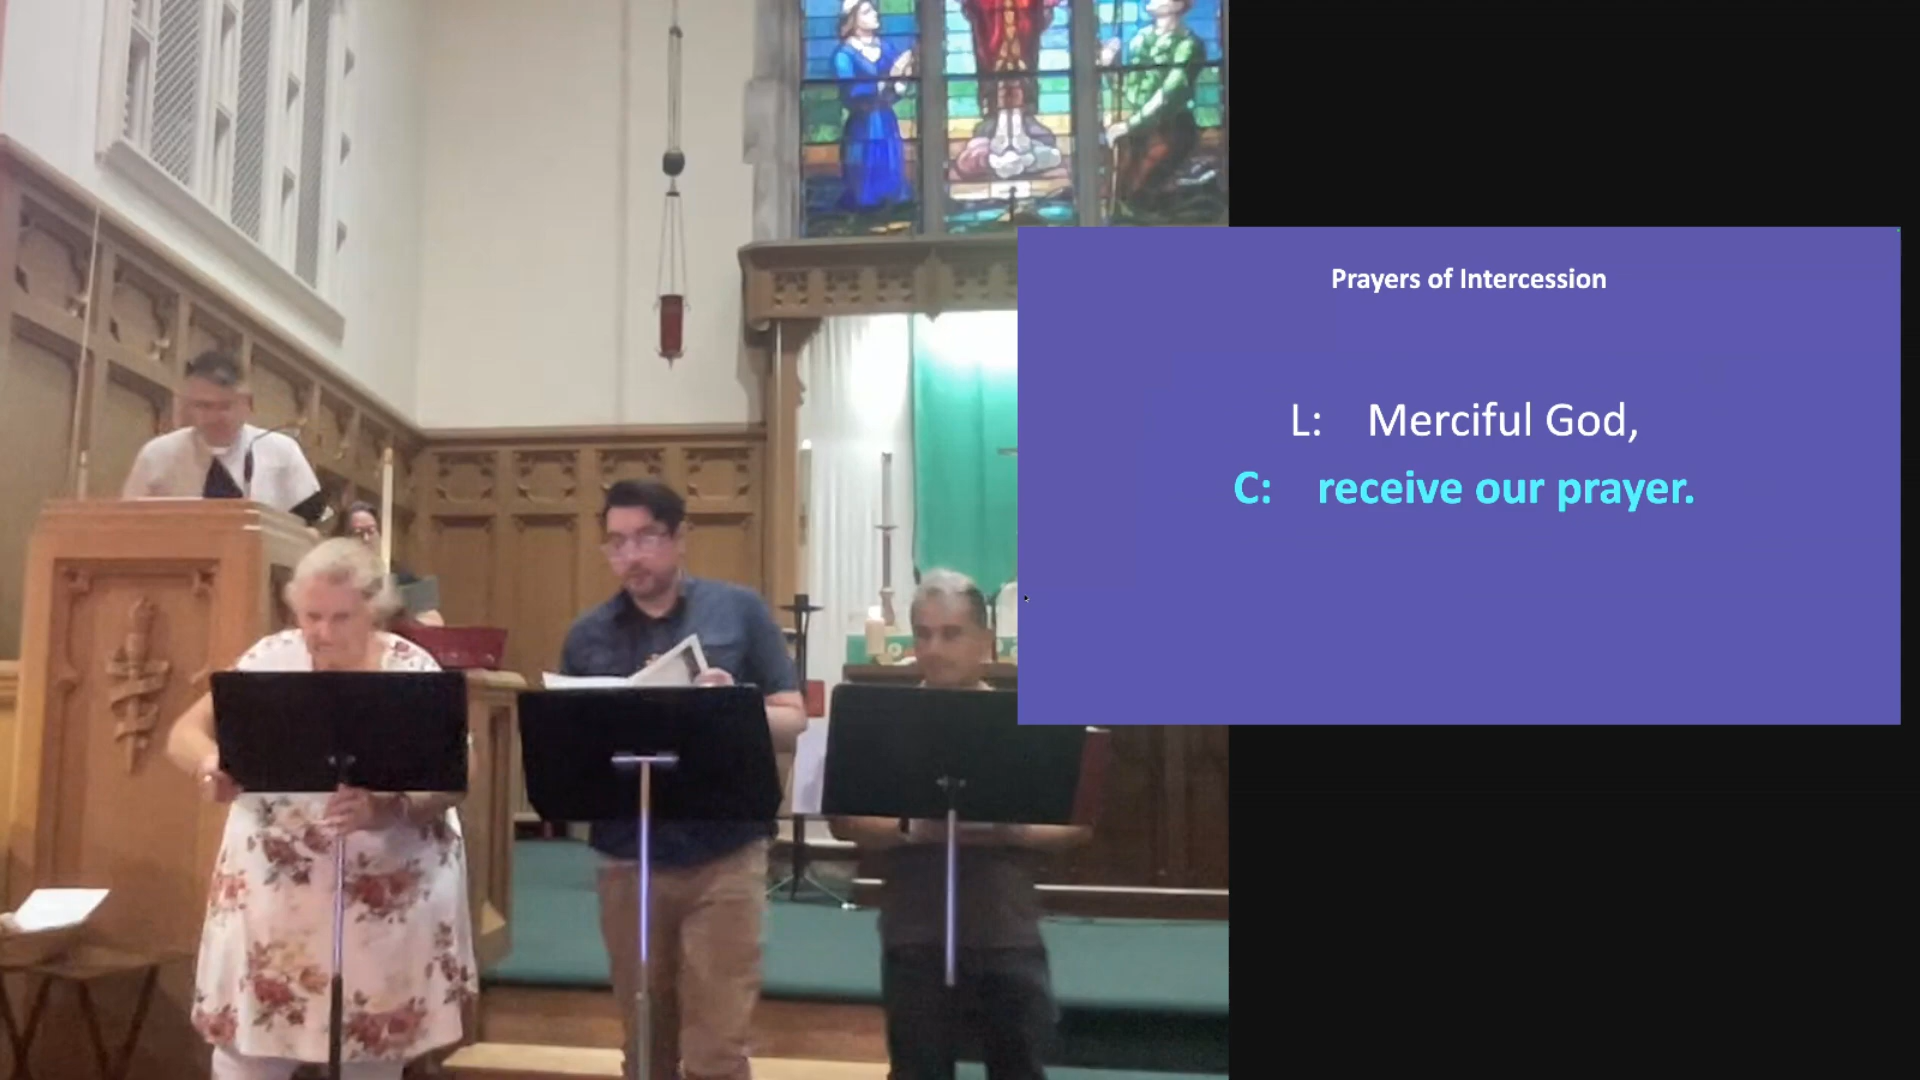 Prayers of Intercession
L: Merciful God,
C: receive our prayer.